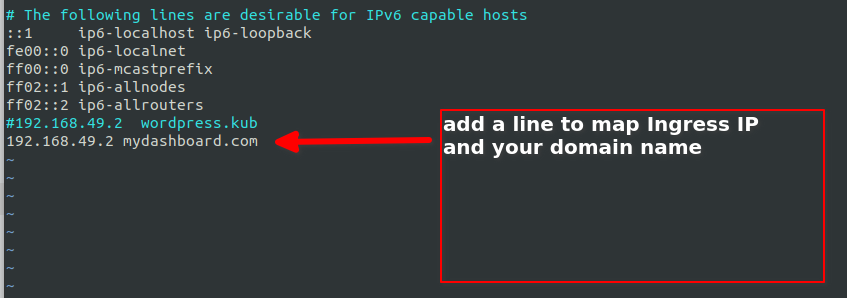 # The following lines are desirable for IPv6 capable hosts
::1     ip6-localhost ip6-loopback
fe00::0 ip6-localnet
ff00::0 ip6-mcastprefix
ff02::1 ip6-allnodes
ff02::2 ip6-allrouters
#192.168.49.2  wordpress.kub
192.168.49.2 mydashboard.com
~
~
~
~
~
~
~
~
add a line to map Ingress IP
and your domain name